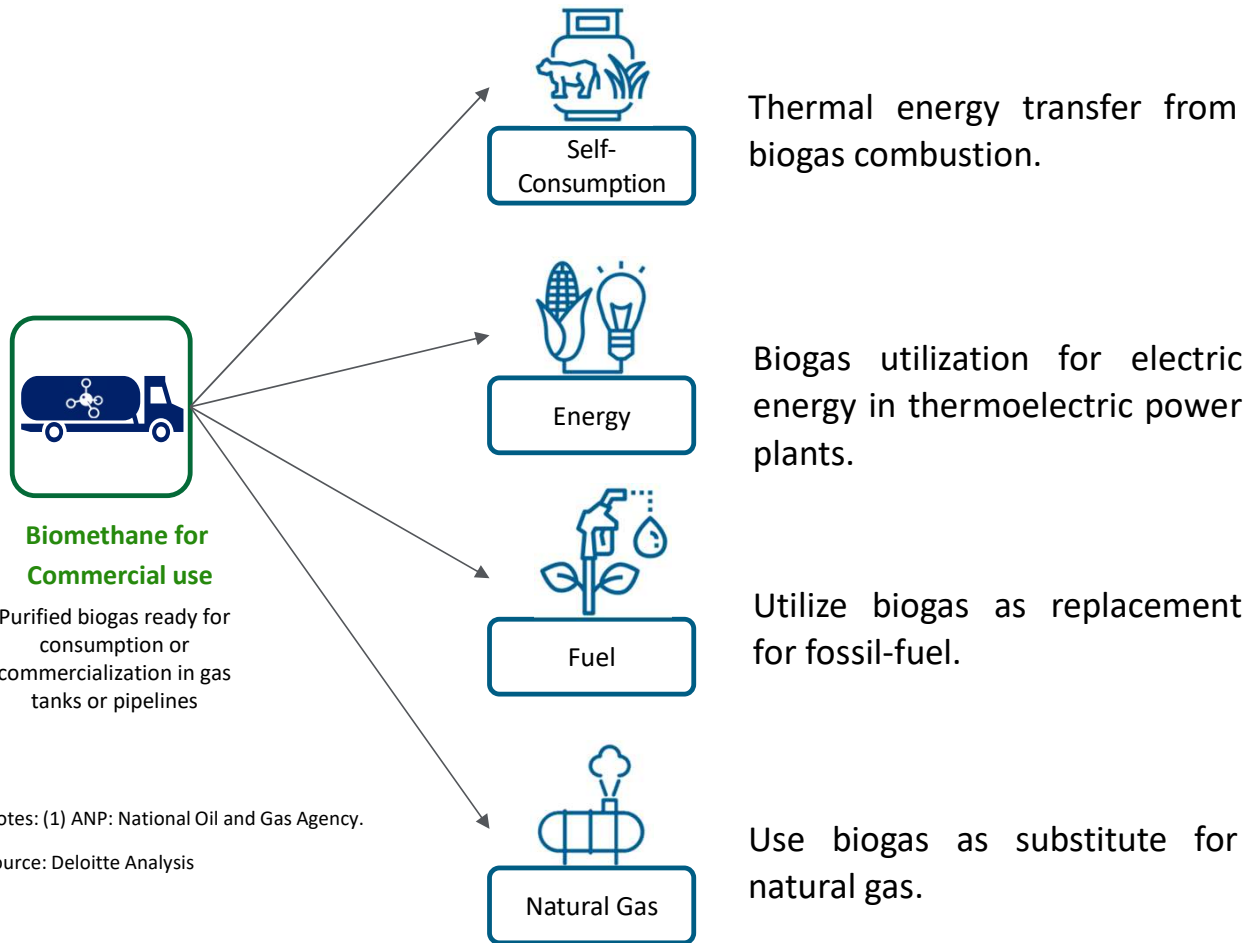 Self-
Consumption
Thermal energy transfer from
biogas combustion.
Energy
Biogas utilization for electric
energy in thermoelectric power
plants.
Biomethane for
Commercial use
Purified biogas ready for
consumption or
commercialization in gas
tanks or pipelines
Fuel
Utilize biogas as replacement
for fossil-fuel.
otes: (1) ANP: National Oil and Gas Agency.
ource: Deloitte Analysis
Natural Gas
Use biogas as substitute for
natural gas.